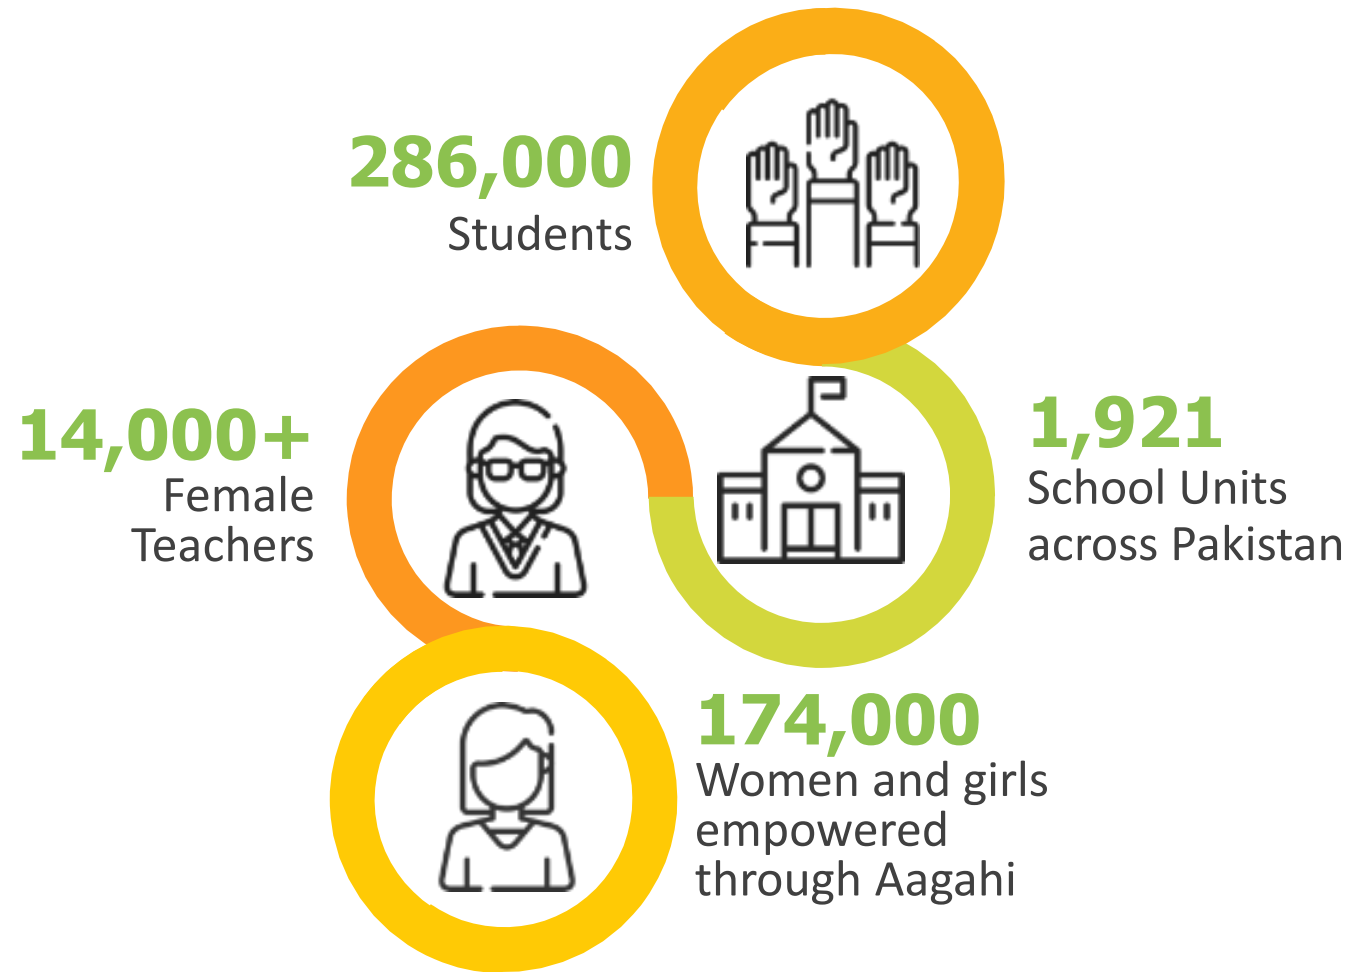 286,000
Students
14,000+
Female
Teachers
1,921
School Units
across Pakistan
174,000
Women and girls
empowered
through Aagahi